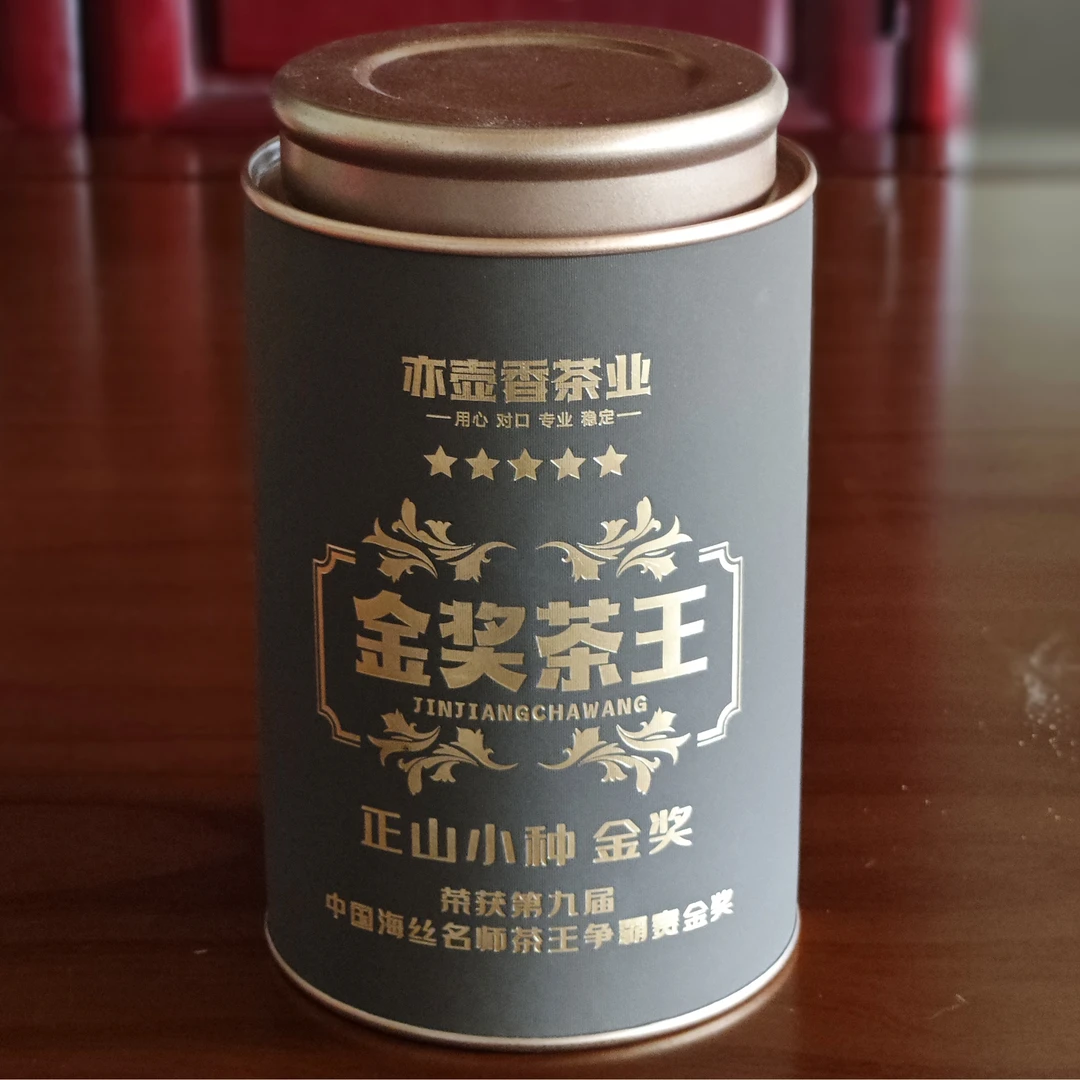 亦壶香茶业
用心 对口 专业 稳定
金奖茶王
JINJIANGCHAWANG
正山小种 金奖
荣获第九届
中国海丝名师茶王争霸赛金奖